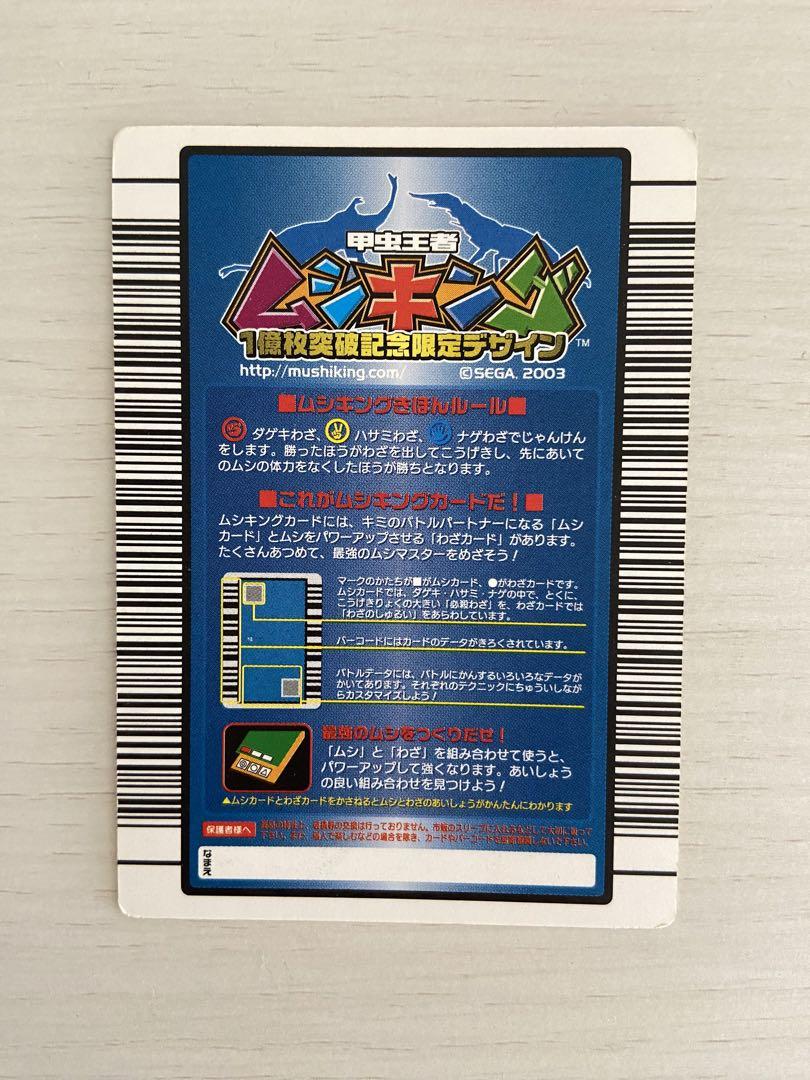 甲虫王者
ムシキング
1億枚突破記念限定デザイン
TM
http://mushiking.com/ ©SEGA, 2003
■ムシキングきほんルール■
ダゲキわざ、ハサミわざ、ナゲわざでじゃんけん
をします。勝ったほうがわざを出してこうげきし、先にあいて
のムシの体力をなくしたほうが勝ちとなります。
■これがムシキングカードだ!■
ムシキングカードには、キミのバトルパートナーになる「ムシ
カード」とムシをパワーアップさせる「わざカード」があります。
たくさんあつめて、最強のムシマスターをめざそう!
マークのかたちが■がムシカード、●がわざカードです。
ムシカードでは、ダゲキ・ハサミ・ナゲの中で、とくに、
こうげきりょくの大きい「必殺わざ」を、わざカードでは
「わざのしゅるい」をあらわしています。
バーコードにはカードのデータがきろくされています。
バトルデータには、バトルにかんするいろいろなデータが
かいてあります。それぞれのテクニックにちゅういしなが
らカスタマイズしよう!
最強のムシをつくりだせ!
「ムシ」と「わざ」を組み合わせて使うと、
パワーアップして強くなります。あいしょう
の良い組み合わせを見つけよう!
▲ムシカードとわざカードをかさねるとムシとわざのあいしょうがかんたんにわかります
保護者様へ
なまえ